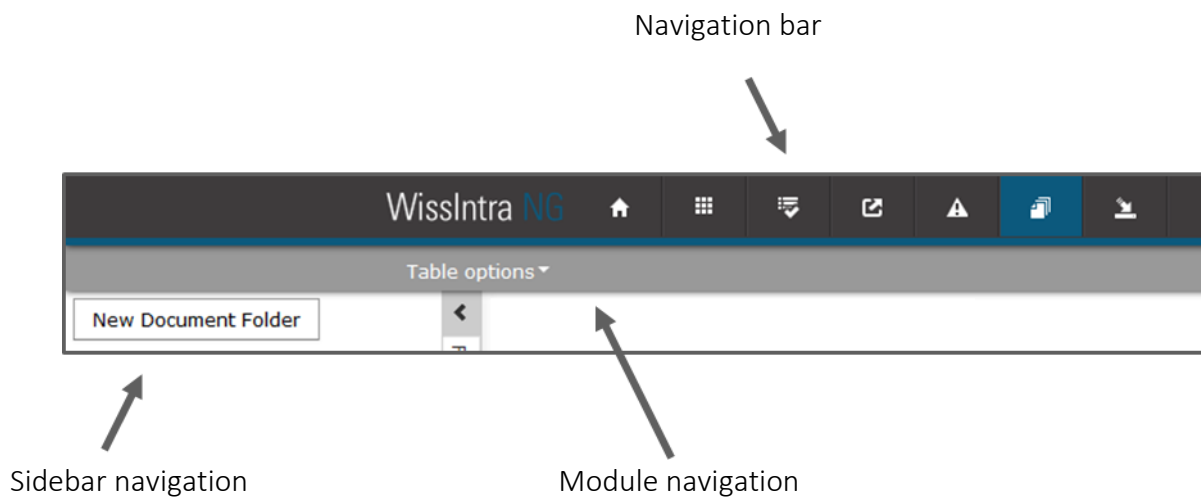 Navigation bar
WissIntra NG
Table options
New Document Folder
Sidebar navigation
Module navigation